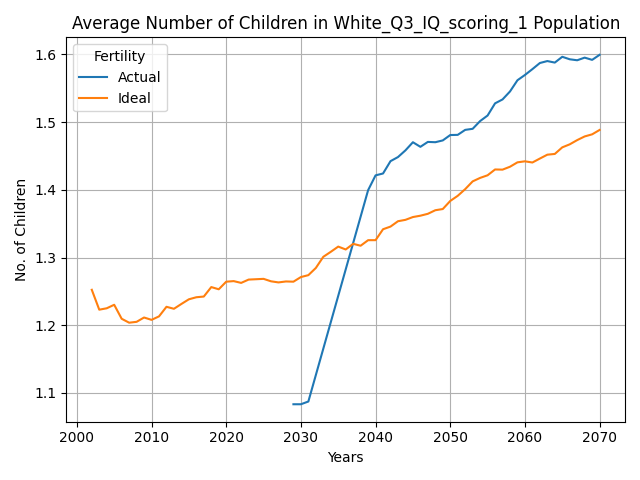 Average Number of Children in White_Q3_IQ_scoring_1 Population
Fertility
Actual
Ideal
No. of Children
1.6
1.5
1.4
1.3
1.2
1.1
2000 2010 2020 2030 2040 2050 2060 2070
Years